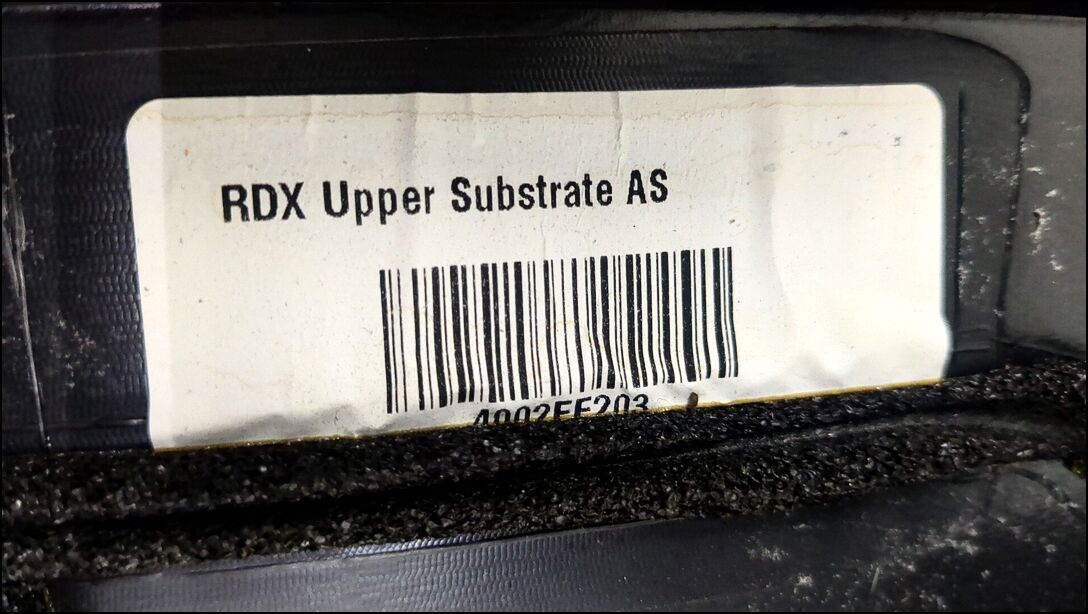 RDX Upper Substrate AS